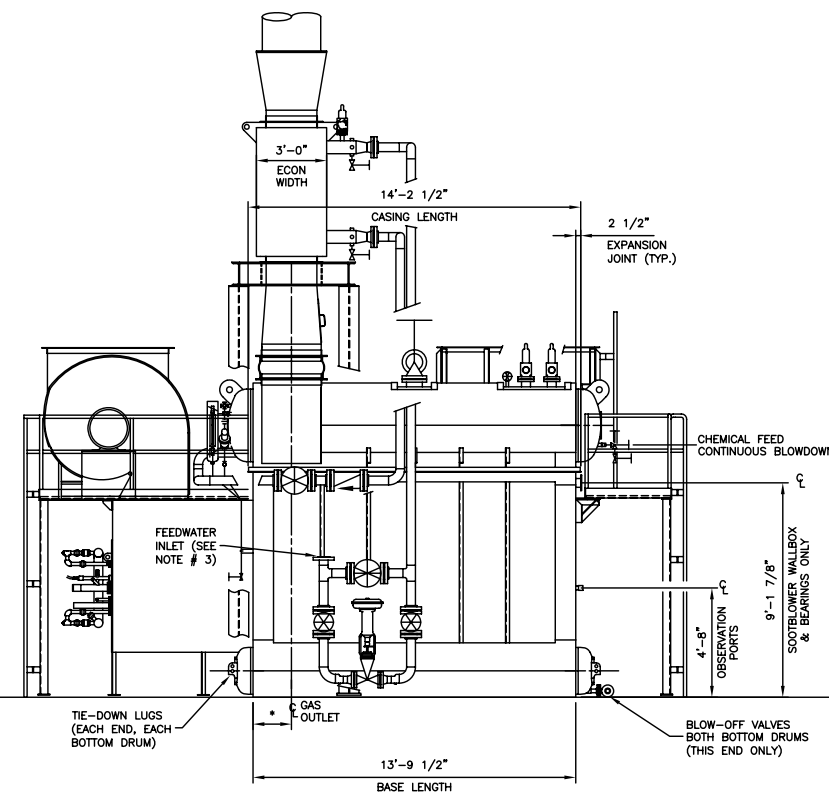 3'-0"
ECON
WIDTH
14'-2 1/2"
CASING LENGTH
2 1/2"
EXPANSION
JOINT (TYP.)
CHEMICAL FEED
CONTINUOUS BLOWDOWN
℄
FEEDWATER
INLET (SEE
NOTE # 3)
℄
9'-1 7/8"
SOOTBLOWER WALLBOX
& BEARINGS ONLY
4'-8"
OBSERVATION
PORTS
TIE-DOWN LUGS
(EACH END, EACH
BOTTOM DRUM)
*
℄ GAS
OUTLET
BLOW-OFF VALVES
BOTH BOTTOM DRUMS
(THIS END ONLY)
13'-9 1/2"
BASE LENGTH